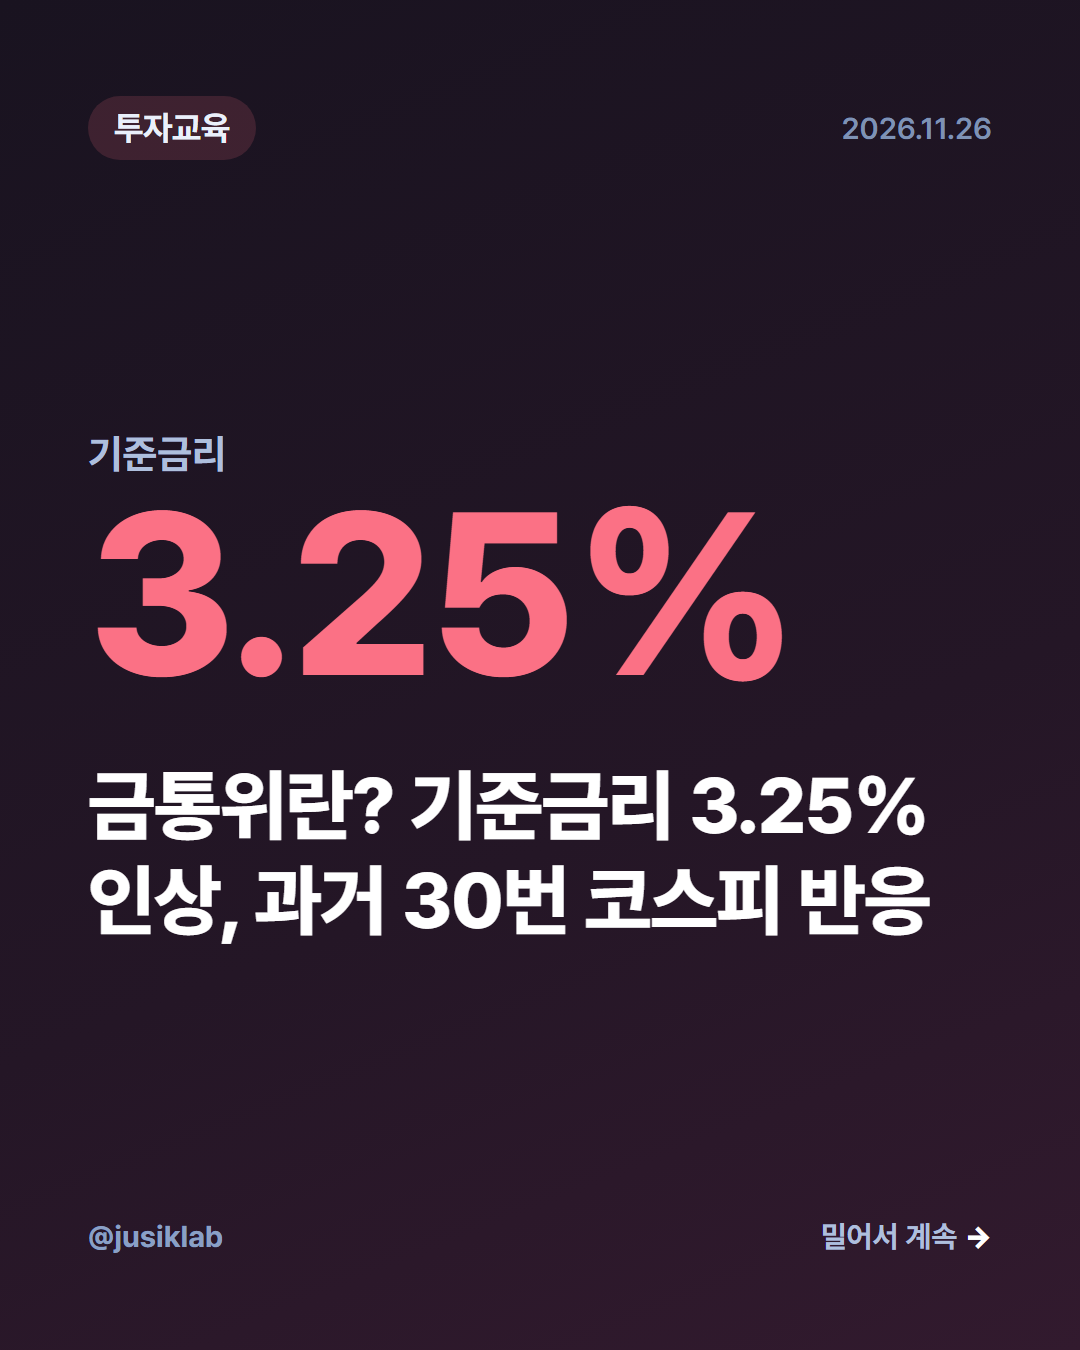 투자교육
2026.11.26
기준금리
3.25%
금통위란? 기준금리 3.25%
인상, 과거 30번 코스피 반응
@jusiklab
밀어서 계속 →